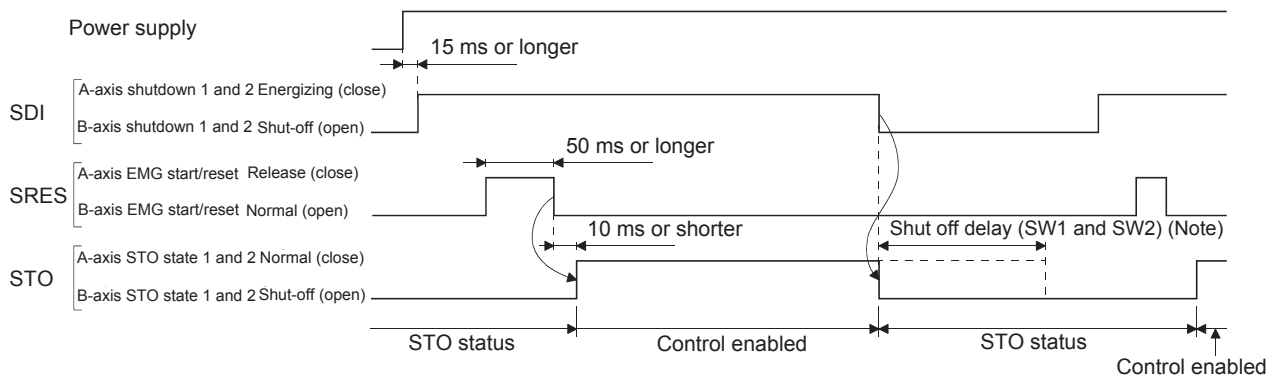 Power supply
15 ms or longer
SDI
A-axis shutdown 1 and 2 Energizing (close)
B-axis shutdown 1 and 2 Shut-off (open)
50 ms or longer
SRES
A-axis EMG start/reset Release (close)
B-axis EMG start/reset Normal (open)
10 ms or shorter
Shut off delay (SW1 and SW2) (Note)
STO
A-axis STO state 1 and 2 Normal (close)
B-axis STO state 1 and 2 Shut-off (open)
STO status
Control enabled
STO status
Control enabled